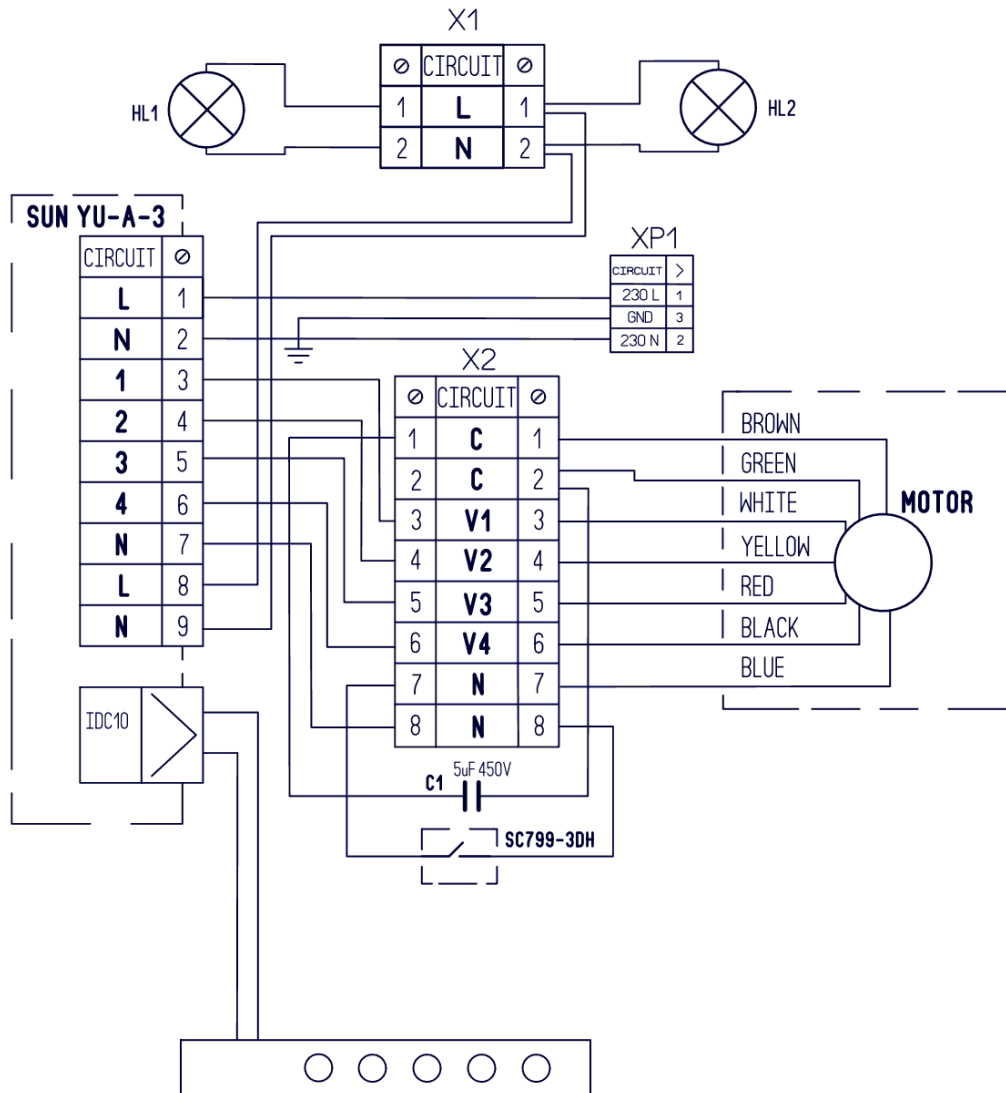 X1
CIRCUIT
1 L 1
2 N 2
HL1
HL2
SUN YU-A-3
CIRCUIT
L 1
N 2
1 3
2 4
3 5
4 6
N 7
L 8
N 9
IDC10
XP1
CIRCUIT >
230 L 1
GND 3
230 N 2
X2
CIRCUIT
1 C 1
2 C 2
3 V1 3
4 V2 4
5 V3 5
6 V4 6
7 N 7
8 N 8
BROWN
GREEN
WHITE
YELLOW
RED
BLACK
BLUE
MOTOR
C1 5uF 450V
SC799-3DH